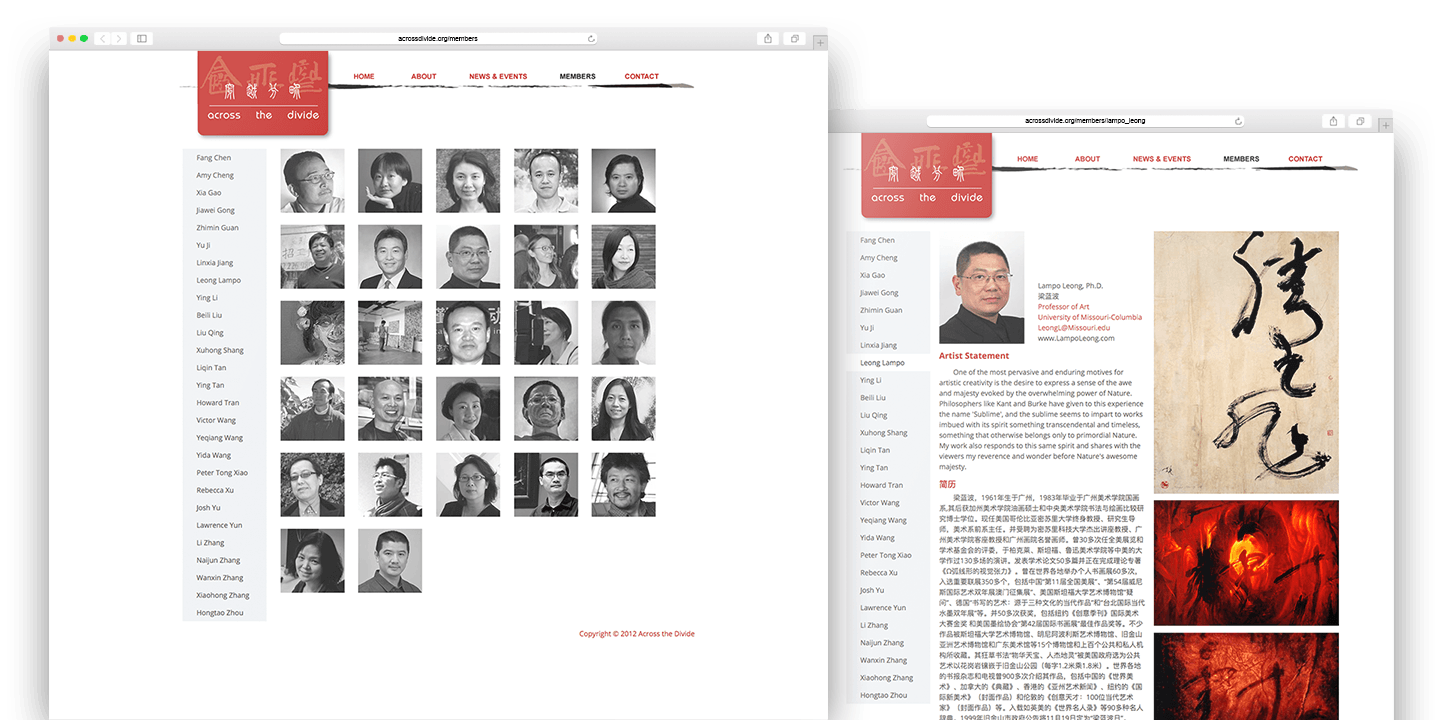 acrossdivide.org/members
across the divide
HOME
ABOUT
NEWS & EVENTS
MEMBERS
CONTACT
Fang Chen
Amy Cheng
Xia Gao
Jiawei Gong
Zhimin Guan
Yu Ji
Linxia Jiang
Leong Lampo
Ying Li
Beili Liu
Liu Qing
Xuhong Shang
Liqin Tan
Ying Tan
Howard Tran
Victor Wang
Yeqiang Wang
Yida Wang
Peter Tong Xiao
Rebecca Xu
Josh Yu
Lawrence Yun
Li Zhang
Naijun Zhang
Wanxin Zhang
Xiaohong Zhang
Hongtao Zhou
Copyright © 2012 Across the Divide
acrossdivide.org/members/lampo_leong
across the divide
HOME
ABOUT
NEWS & EVENTS
MEMBERS
CONTACT
Fang Chen
Amy Cheng
Xia Gao
Jiawei Gong
Zhimin Guan
Yu Ji
Linxia Jiang
Leong Lampo
Ying Li
Beili Liu
Liu Qing
Xuhong Shang
Liqin Tan
Ying Tan
Howard Tran
Victor Wang
Yeqiang Wang
Yida Wang
Peter Tong Xiao
Rebecca Xu
Josh Yu
Lawrence Yun
Li Zhang
Naijun Zhang
Wanxin Zhang
Xiaohong Zhang
Hongtao Zhou
Lampo Leong, Ph.D.
梁蓝波
Professor of Art
University of Missouri-Columbia
LeongL@Missouri.edu
www.LampoLeong.com
Artist Statement
One of the most pervasive and enduring motives for
artistic creativity is the desire to express a sense of the awe
and majesty evoked by the overwhelming power of Nature.
Philosophers like Kant and Burke have given to this experience
the name 'Sublime', and the sublime seems to impart to works
imbued with its spirit something transcendental and timeless,
something that otherwise belongs only to primordial Nature.
My work also responds to this same spirit and shares with the
viewers my reverence and wonder before Nature's awesome
majesty.
简历
梁蓝波，1961年生于广州，1983年毕业于广州美术学院国画
系,其后获加州美术学院油画硕士和中央美术学院书法与绘画比较研
究博士学位。现任美国哥伦比亚密苏里大学终身教授、研究生导
师、美术系前系主任。并受聘为密苏里科技大学杰出讲座教授、广
州美术学院客座教授和广州画院名誉画师。曾30多次任全美展览和
学术基金会的评委，于柏克莱、斯坦福、鲁迅美术学院等中美的大
学作过130多场的演讲。发表学术论文50多篇并正在完成理论专著
《Ω弧线形的视觉张力》。曾在世界各地举办个人书画展60多次，
入选重要联展350多个，包括中国"第11届全国美展"、"第54届威尼
斯国际艺术双年展澳门征集展"、美国斯坦福大学艺术博物馆"疑
问"、德国"书写的艺术：源于三种文化的当代作品"和"台北国际当代
水墨双年展"等。并50多次获奖，包括纽约《创意季刊》国际美术
大赛金奖 和美国墨绘协会"第42届国际书画展"最佳作品奖等。不少
作品被斯坦福大学艺术博物馆、明尼阿波利斯艺术博物馆、旧金山
亚洲艺术博物馆和广东美术馆等15个博物馆和上百个公共和私人机
构所收藏。其狂草书法"物华天宝、人杰地灵"被美国政府选为公共
艺术以花岗岩镶嵌于旧金山公园（每字1.2米乘1.8米）。世界各地
的书报杂志和电视曾900多次介绍其作品，包括中国的《世界美
术》、加拿大的《典藏》、香港的《亚州艺术新闻》、纽约的《国
际新美术》（封面作品）和伦敦的《创意天才：100位当代艺术
家》（封面作品）等。入载如英美的《世界名人录》等90多种名人
辞典。1999年旧金山市政府公告将11月19日定为"梁蓝波日"。